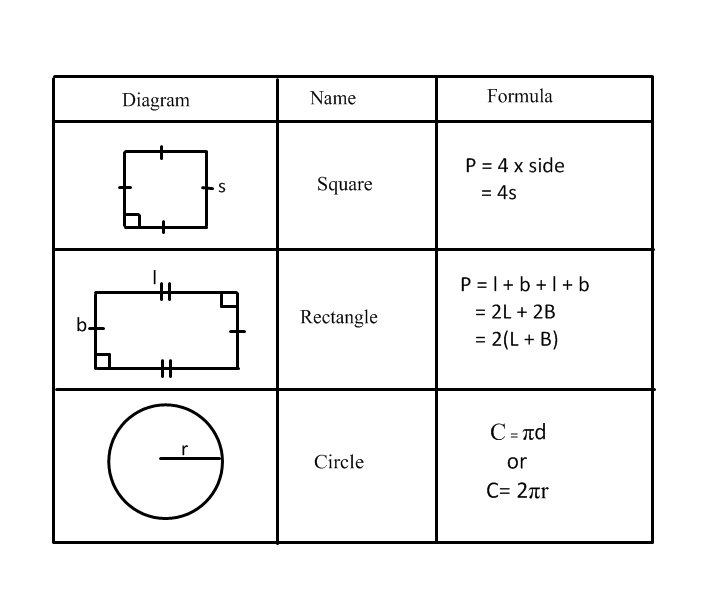 Diagram Name Formula
s
Square
P = 4 x side
= 4s
l
b
Rectangle
P = l + b + l + b
= 2L + 2B
= 2(L + B)
r
Circle
C = πd
or
C= 2πr